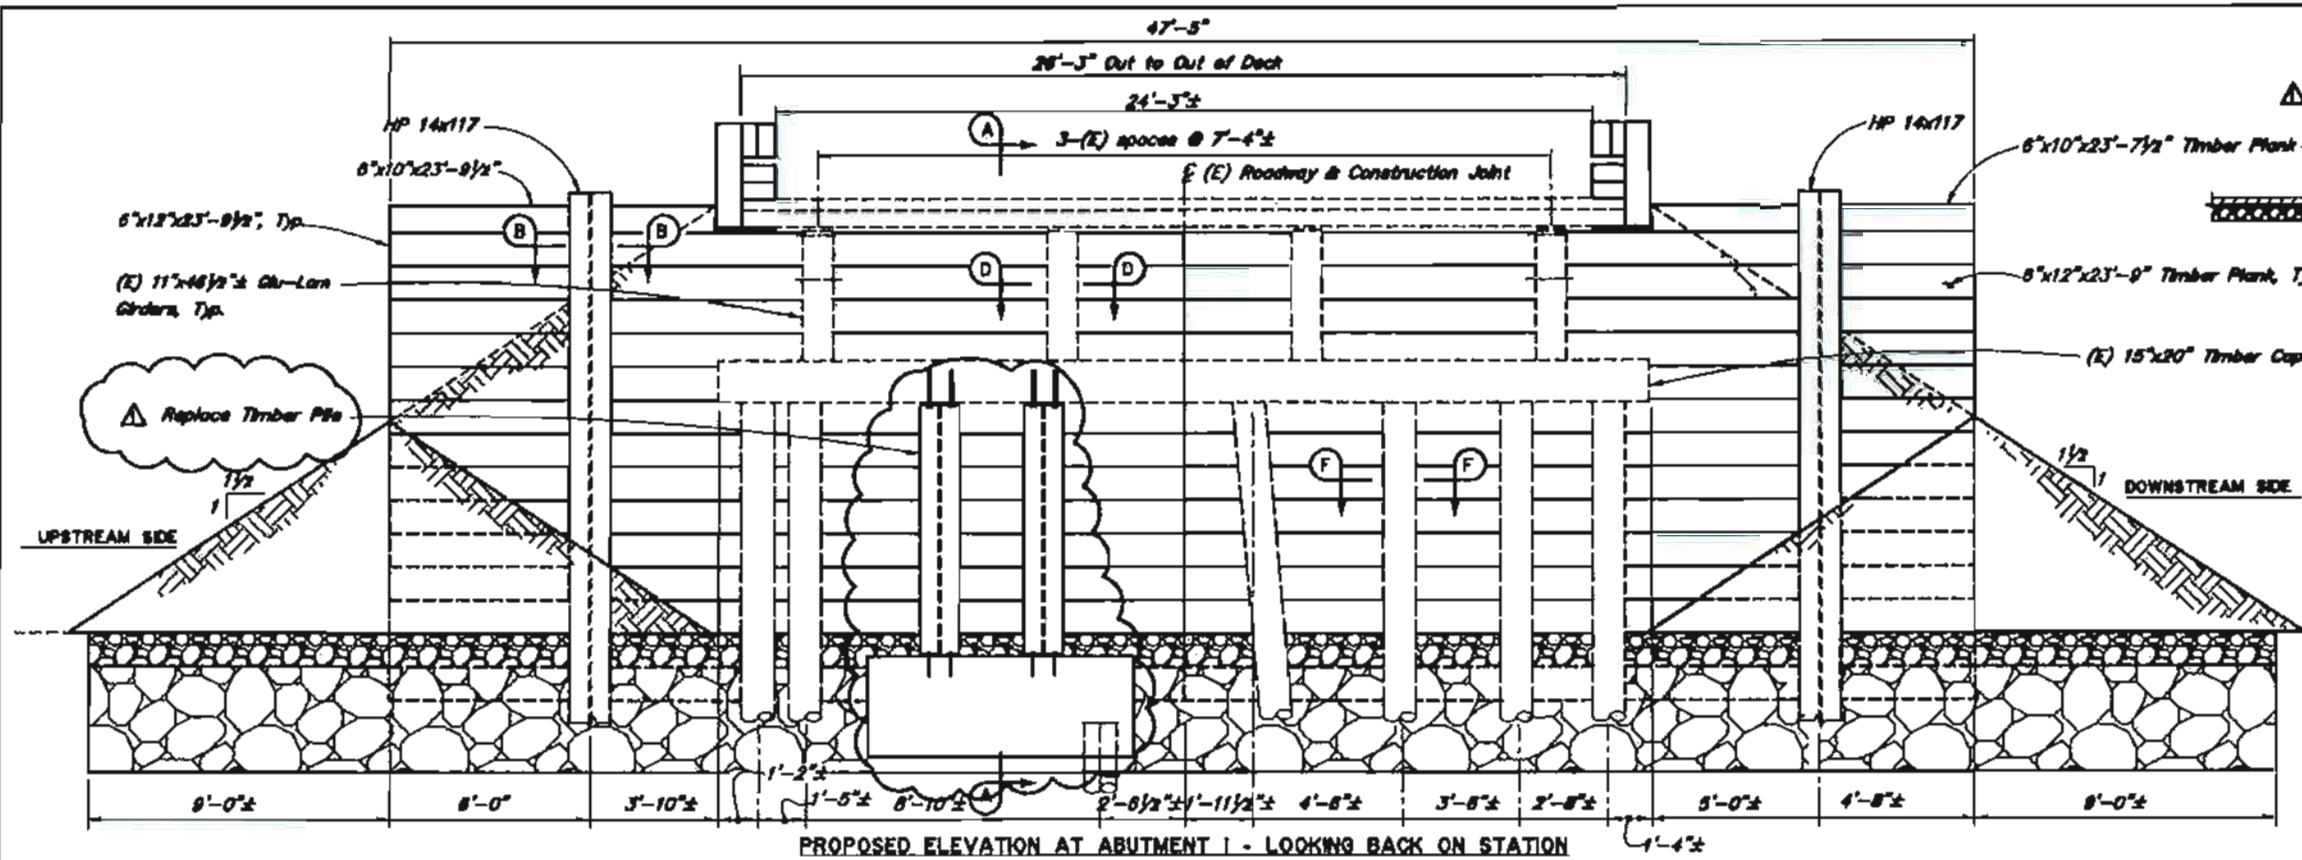 47'-5"
26'-3" Out to Out of Deck
24'-3"±
3-(E) spaces @ 7'-4"±
℄ (E) Roadway & Construction Joint
HP 14x117
6"x10"x23'-9½"
6"x12"x23'-9½", Typ.
(E) 11"x46½"± Glu-Lam
Girders, Typ.
1 Replace Timber Pile
1½
1
UPSTREAM SIDE
A
B
B
D
D
F
F
A
HP 14x117
6"x10"x23'-7½" Timber Plank
6"x12"x23'-9" Timber Plank,
(E) 15"x20" Timber Cap
1½
1
DOWNSTREAM SIDE
9'-0"±
6'-0"
3'-10"±
1'-2"±
1'-5"±
2'-6½"±
1'-11½"±
4'-6"±
3'-6"±
2'-8"±
1'-4"±
5'-0"±
4'-8"±
9'-0"±
PROPOSED ELEVATION AT ABUTMENT 1 - LOOKING BACK ON STATION